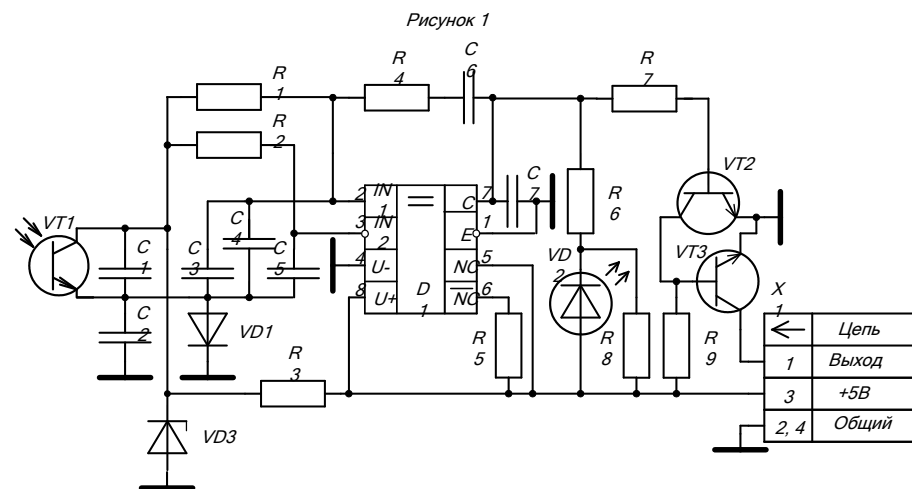 Рисунок 1
R
1
R
2
R
4
C
6
R
7
VT1
C
1
C
2
C
3
C
4
C
5
VD1
VD3
R
3
2
IN
1
3
IN
2
4
U-
8
U+
D
1
C
7
E
1
NC
5
NC
6
C
7
R
5
R
6
VD
2
R
8
R
9
VT2
VT3
X
1
Цепь
1 Выход
3 +5В
2, 4 Общий